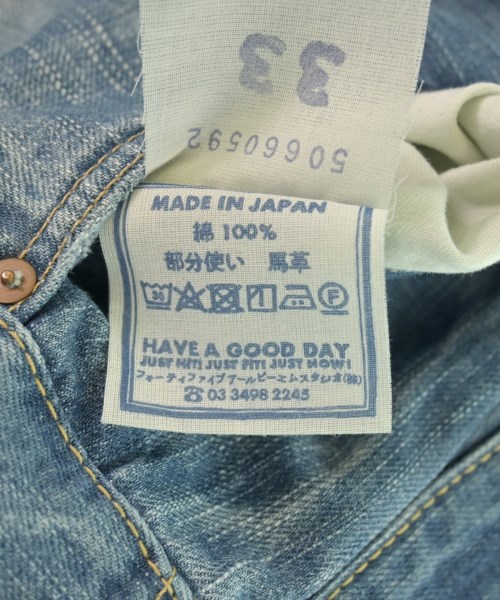 33
50660592
MADE IN JAPAN
綿 100%
部分使い 馬革
30 F
HAVE A GOOD DAY
JUST HIT! JUST FIT! JUST NOW!
フォーティファイブアールピーエムスタジオ(株)
☎ 03 3498 2245